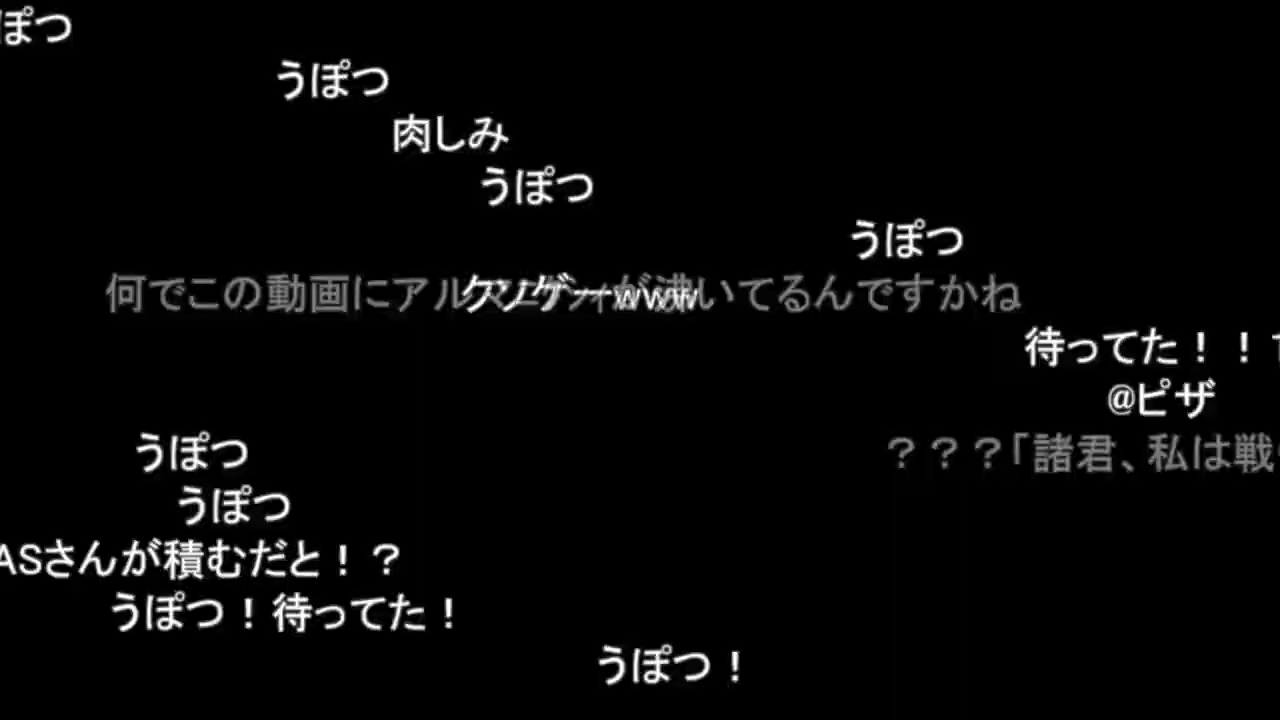 ぽつ
うぽつ
肉しみ
うぽつ
うぽつ
何でこの動画にアル が沸いてるんですかね
クソゲーwww
待ってた！！
@ピザ
？？？「諸君、私は戦
うぽつ
うぽつ
ASさんが積むだと！？
うぽつ！待ってた！
うぽつ！